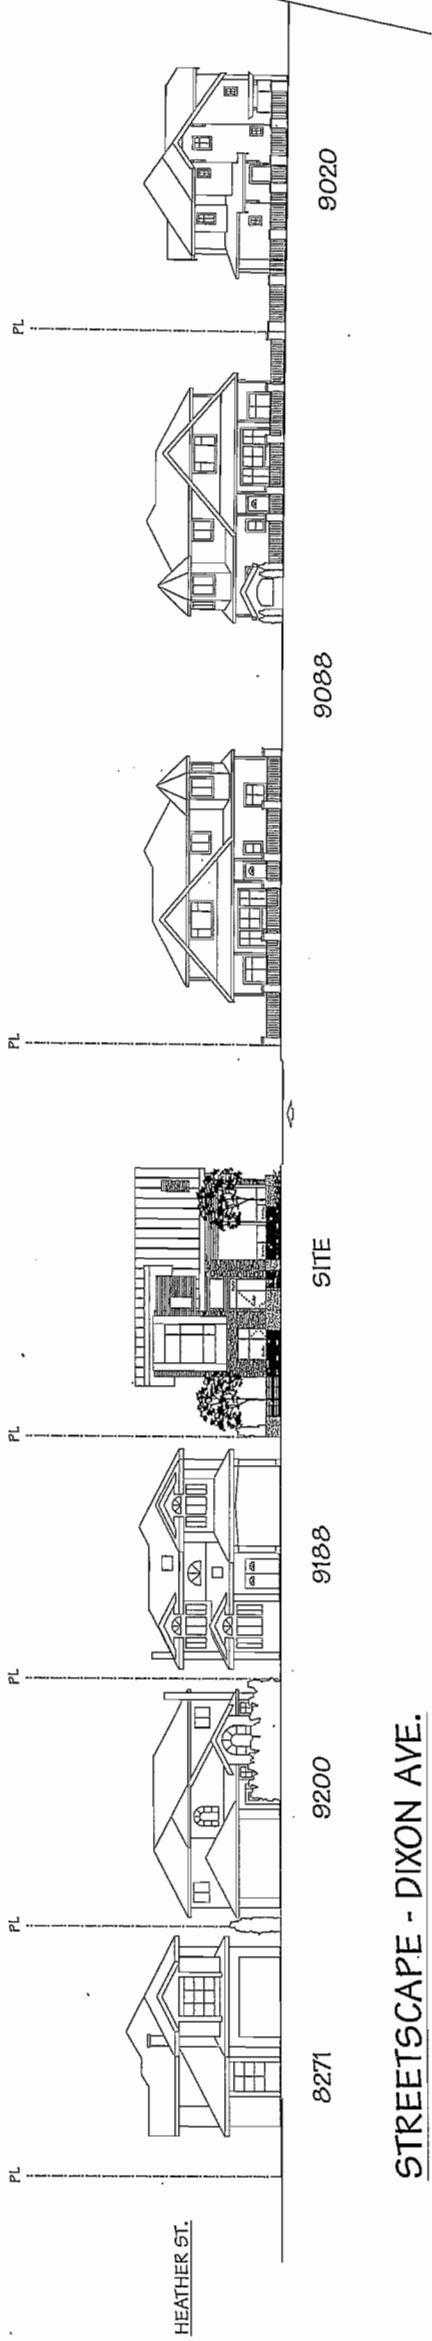 PL
PL
PL
PL
PL
PL
HEATHER ST.
8271
9200
9188
SITE
9088
9020
STREETSCAPE - DIXON AVE.